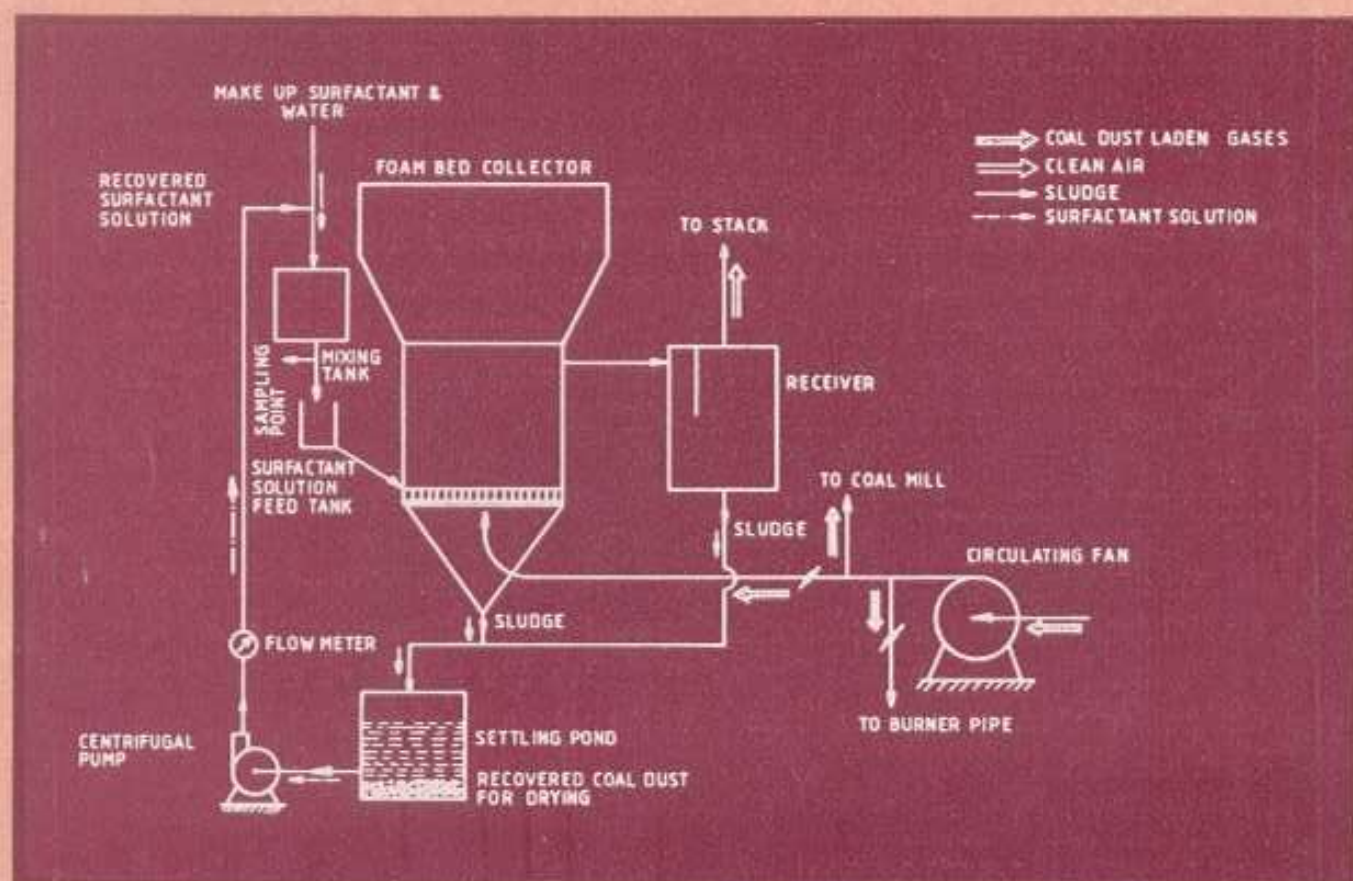 MAKE UP SURFACTANT &
WATER
RECOVERED
SURFACTANT
SOLUTION
FOAM BED COLLECTOR
COAL DUST LADEN GASES
CLEAN AIR
SLUDGE
SURFACTANT SOLUTION
TO STACK
MIXING
TANK
SAMPLING
POINT
RECEIVER
SURFACTANT
SOLUTION
FEED TANK
TO COAL MILL
SLUDGE
CIRCULATING FAN
SLUDGE
FLOW METER
TO BURNER PIPE
CENTRIFUGAL
PUMP
SETTLING POND
RECOVERED COAL DUST
FOR DRYING